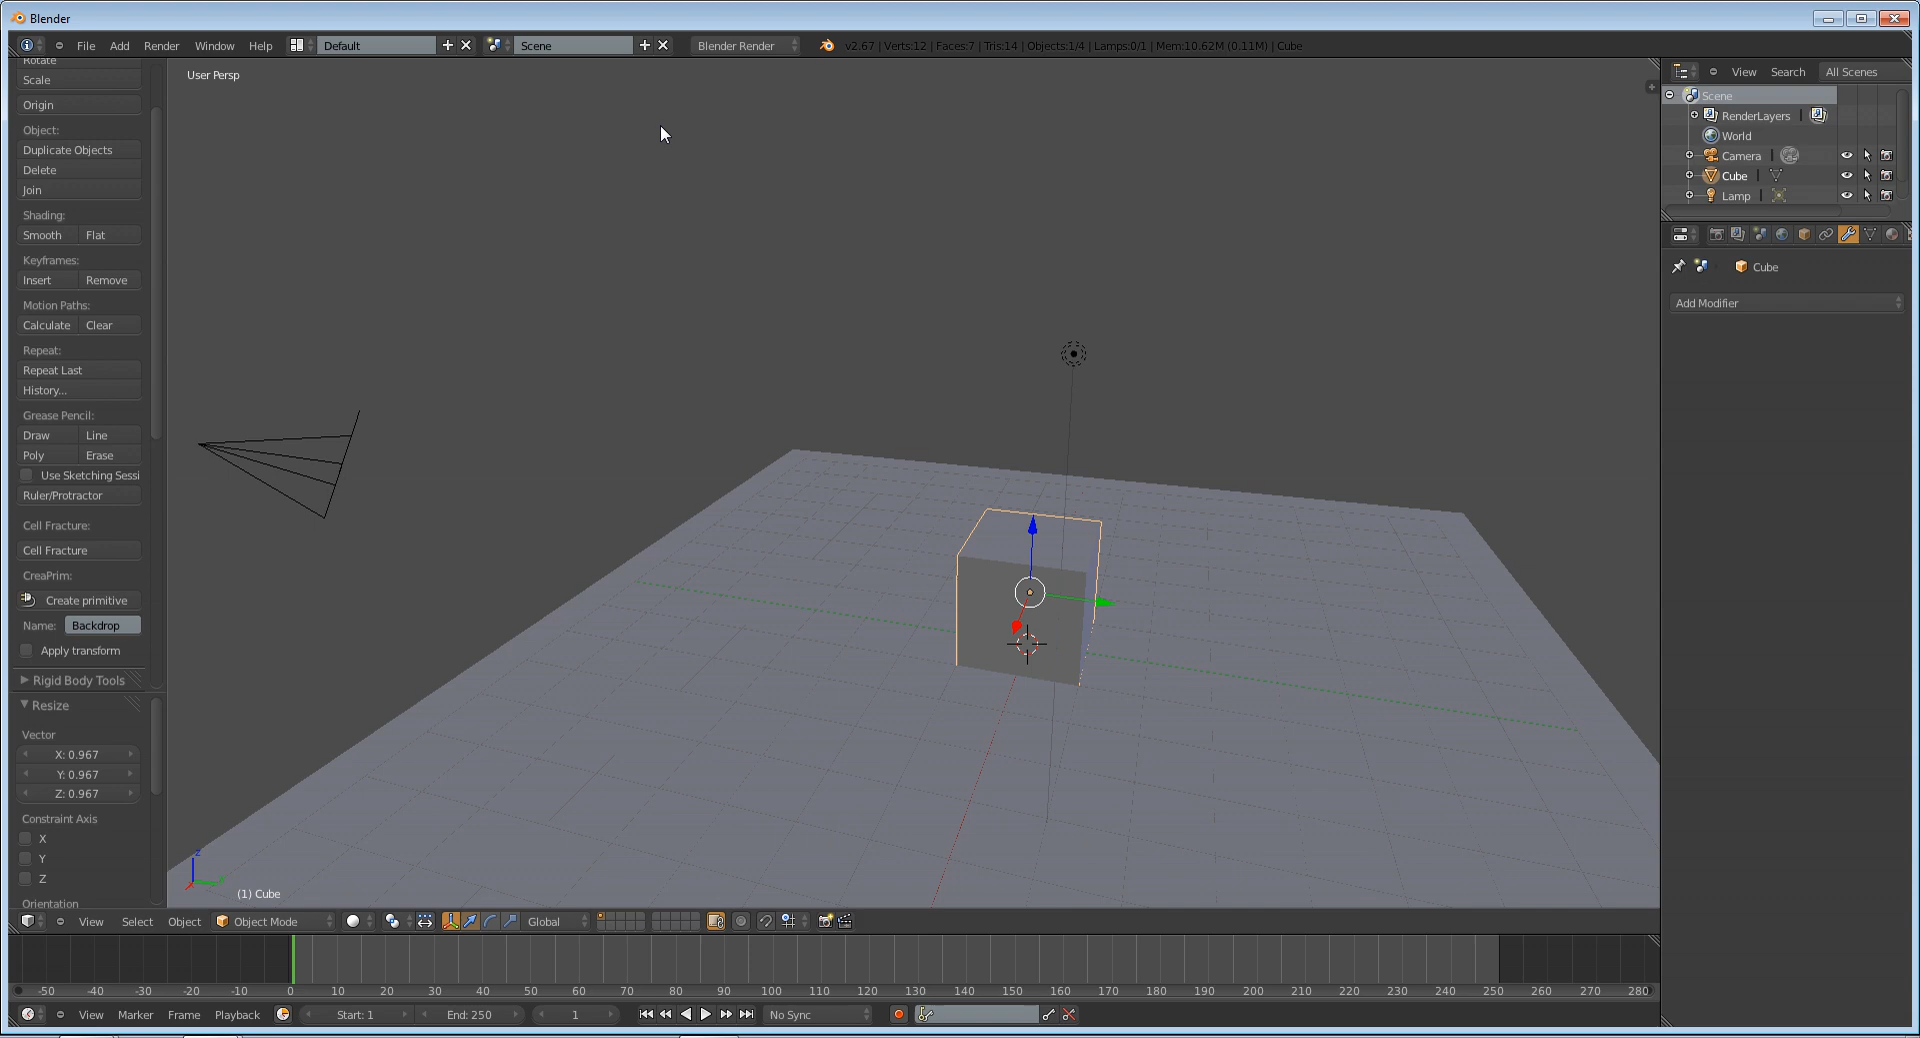 Blender
File Add Render Window Help Default Scene Blender Render v2.67 | Verts:12 | Faces:7 | Tris:14 | Objects:1/4 | Lamps:0/1 | Mem:10.62M (0.11M) | Cube
Rotate
Scale
Origin
Object:
Duplicate Objects
Delete
Join
Shading:
Smooth Flat
Keyframes:
Insert Remove
Motion Paths:
Calculate Clear
Repeat:
Repeat Last
History...
Grease Pencil:
Draw Line
Poly Erase
Use Sketching Sessi
Ruler/Protractor
Cell Fracture:
Cell Fracture
CreaPrim:
Create primitive
Name: Backdrop
Apply transform
Rigid Body Tools
Resize
Vector
X: 0.967
Y: 0.967
Z: 0.967
Constraint Axis
X
Y
Z
Orientation
User Persp
z
y
(1) Cube
View Search All Scenes
Scene
RenderLayers
World
Camera
Cube
Lamp
Cube
Add Modifier
View Select Object Object Mode Global
-50 -40 -30 -20 -10 0 10 20 30 40 50 60 70 80 90 100 110 120 130 140 150 160 170 180 190 200 210 220 230 240 250 260 270 280
View Marker Frame Playback Start: 1 End: 250 1 No Sync